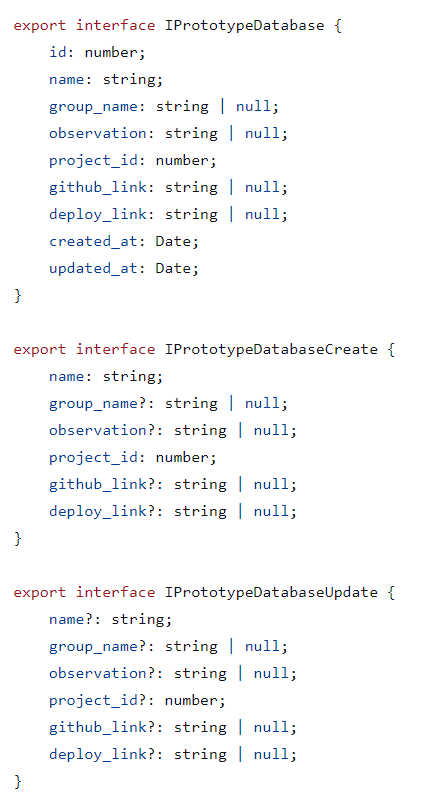 export interface IPrototypeDatabase {
    id: number;
    name: string;
    group_name: string | null;
    observation: string | null;
    project_id: number;
    github_link: string | null;
    deploy_link: string | null;
    created_at: Date;
    updated_at: Date;
}

export interface IPrototypeDatabaseCreate {
    name: string;
    group_name?: string | null;
    observation?: string | null;
    project_id: number;
    github_link?: string | null;
    deploy_link?: string | null;
}

export interface IPrototypeDatabaseUpdate {
    name?: string;
    group_name?: string | null;
    observation?: string | null;
    project_id?: number;
    github_link?: string | null;
    deploy_link?: string | null;
}